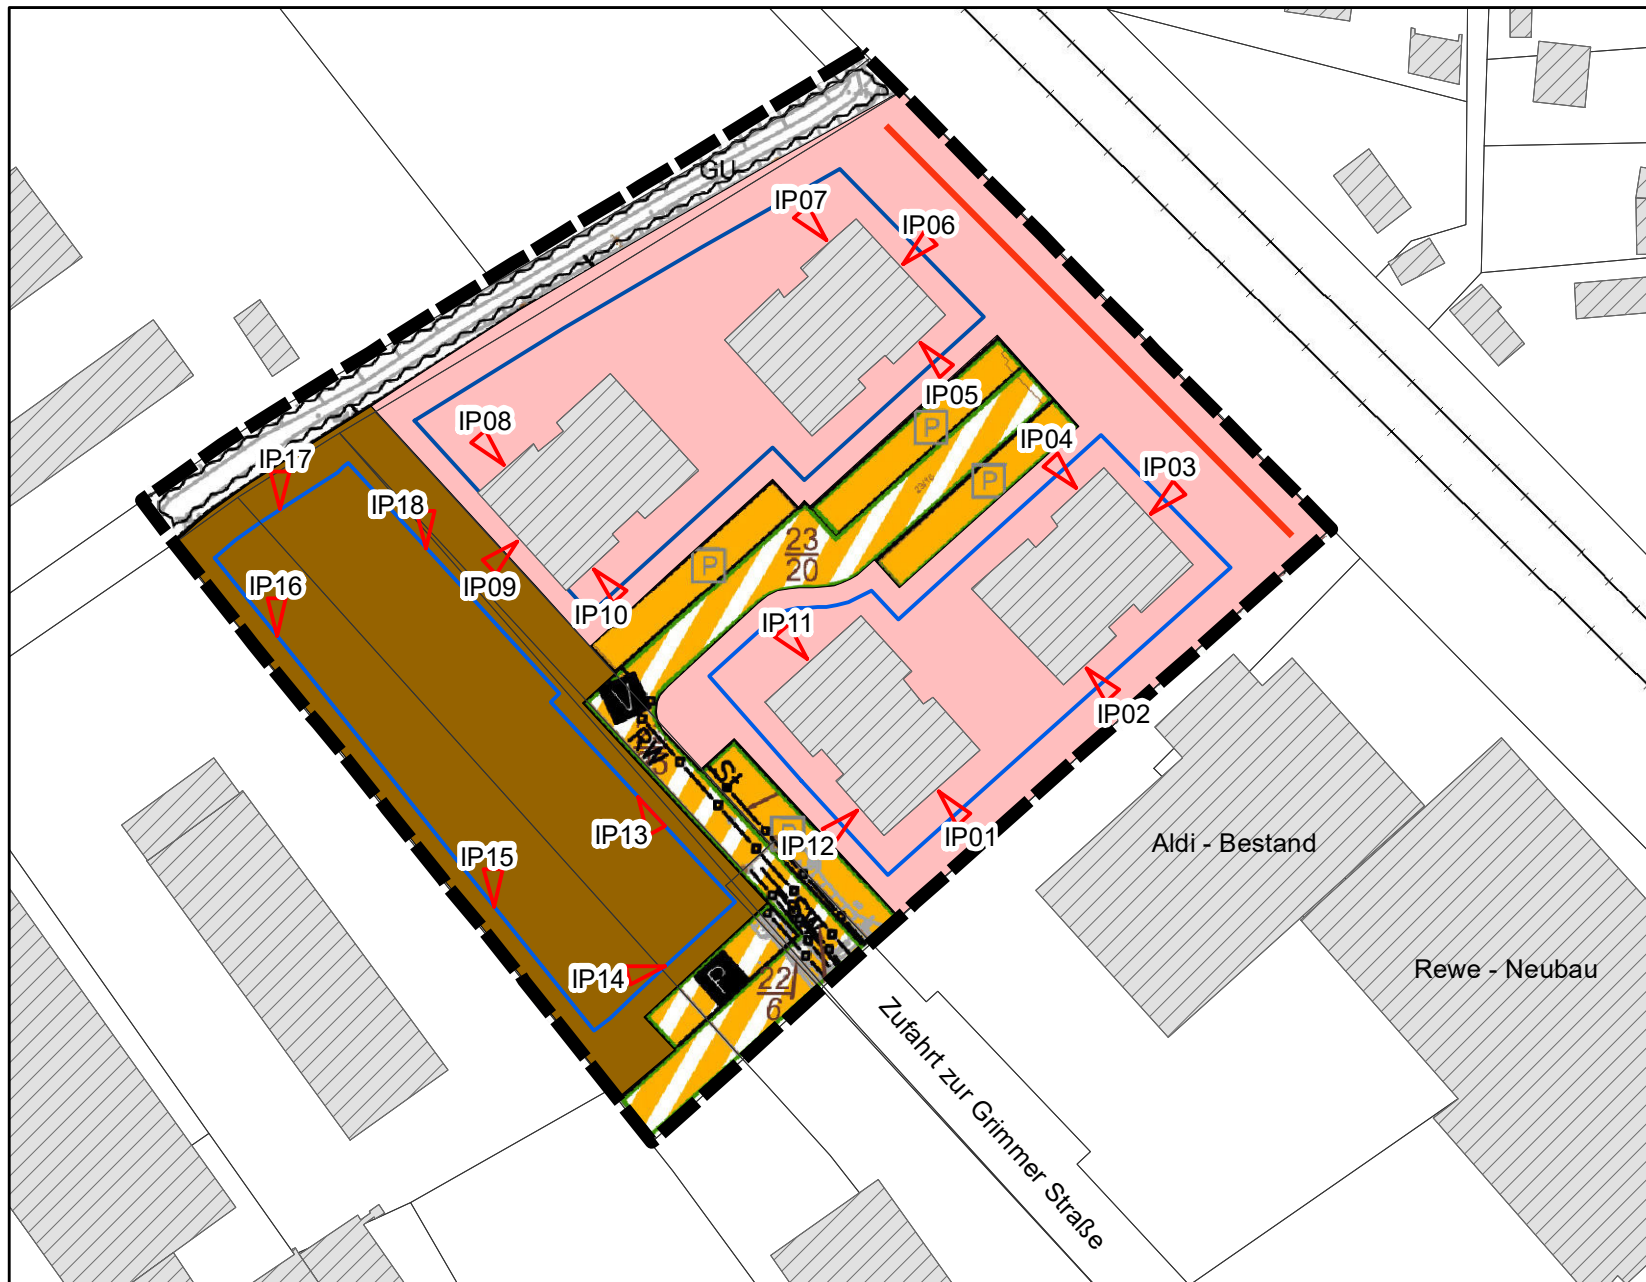 GU
IP07
IP06
IP08
IP05
P
IP04
IP03
P
IP17
IP18
IP16
IP09
P
23
20
IP10
IP11
IP02
RW
St
IP13
IP12
IP01
P
IP15
IP14
22
6
Aldi - Bestand
Rewe - Neubau
Zufahrt zur Grimmer Straße